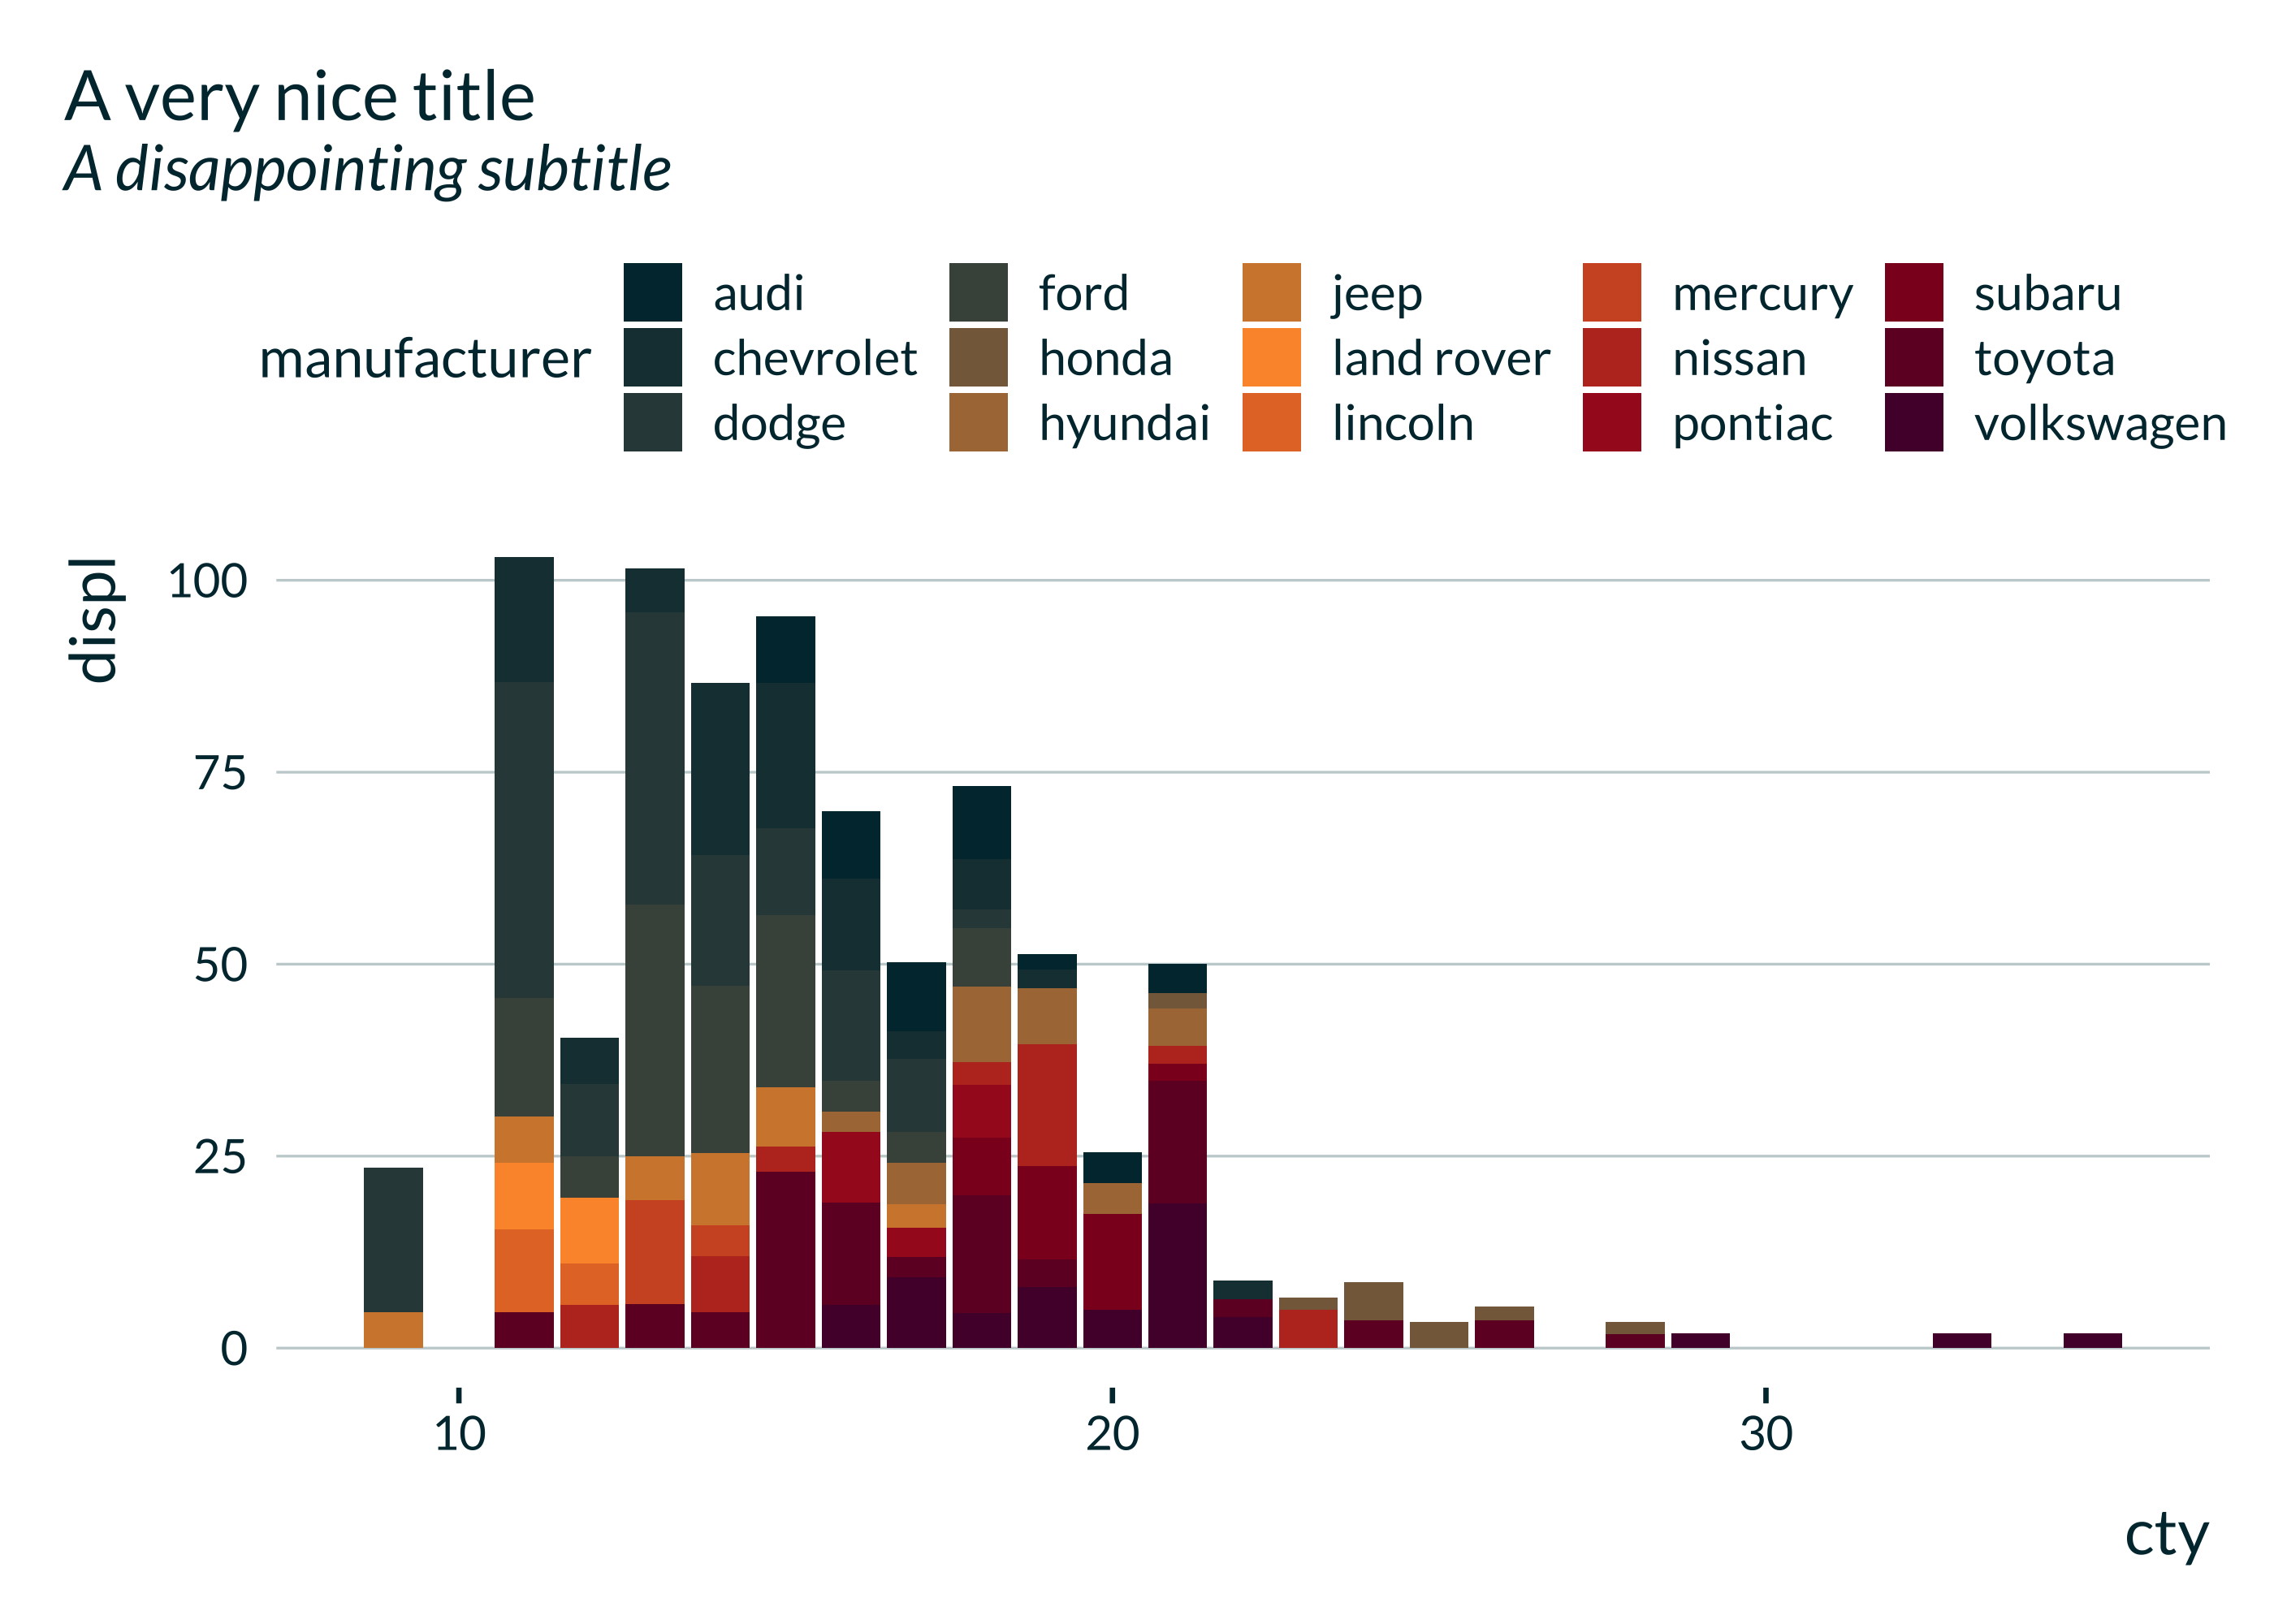 A very nice title
A disappointing subtitle
manufacturer
audi
chevrolet
dodge
ford
honda
hyundai
jeep
land rover
lincoln
mercury
nissan
pontiac
subaru
toyota
volkswagen
displ
100
75
50
25
0
10
20
30
cty